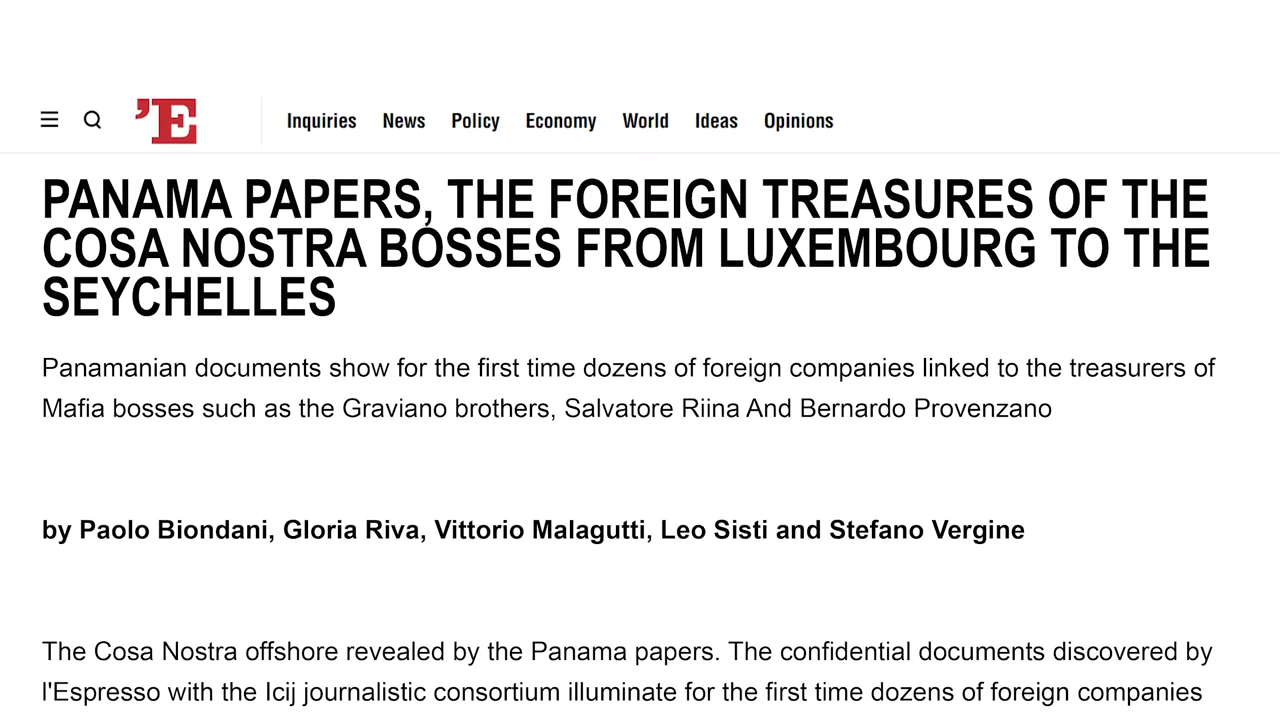 'E
Inquiries News Policy Economy World Ideas Opinions
PANAMA PAPERS, THE FOREIGN TREASURES OF THE
COSA NOSTRA BOSSES FROM LUXEMBOURG TO THE
SEYCHELLES
Panamanian documents show for the first time dozens of foreign companies linked to the treasurers of
Mafia bosses such as the Graviano brothers, Salvatore Riina And Bernardo Provenzano
by Paolo Biondani, Gloria Riva, Vittorio Malagutti, Leo Sisti and Stefano Vergine
The Cosa Nostra offshore revealed by the Panama papers. The confidential documents discovered by
l'Espresso with the Icij journalistic consortium illuminate for the first time dozens of foreign companies